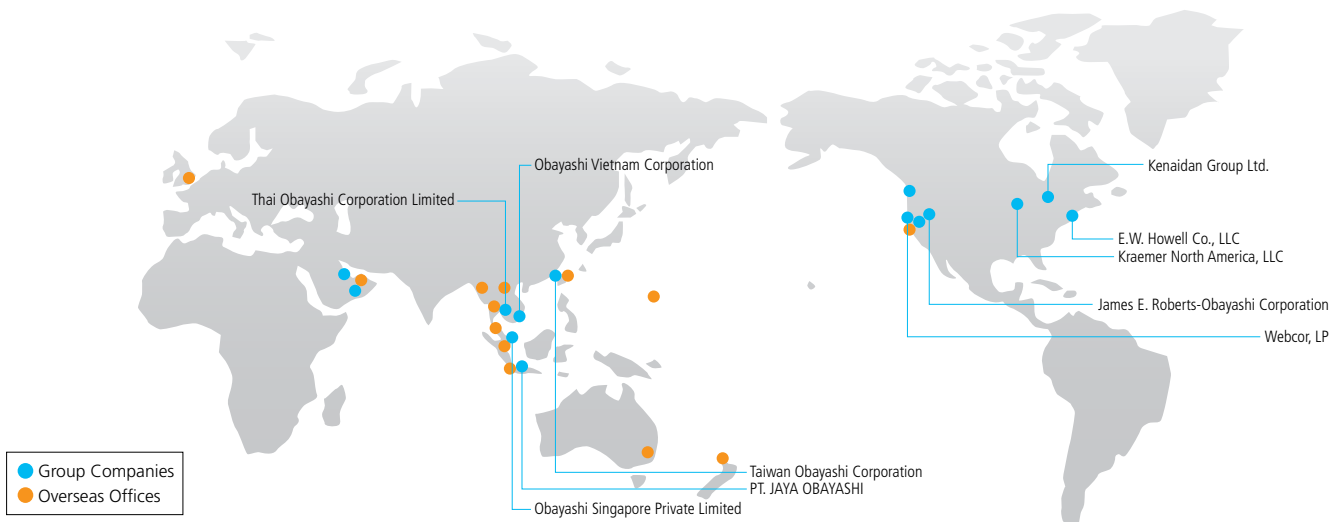 Obayashi Vietnam Corporation
Thai Obayashi Corporation Limited
Kenaidan Group Ltd.
E.W. Howell Co., LLC
Kraemer North America, LLC
James E. Roberts-Obayashi Corporation
Webcor, LP
Taiwan Obayashi Corporation
PT. JAYA OBAYASHI
Obayashi Singapore Private Limited
Group Companies
Overseas Offices